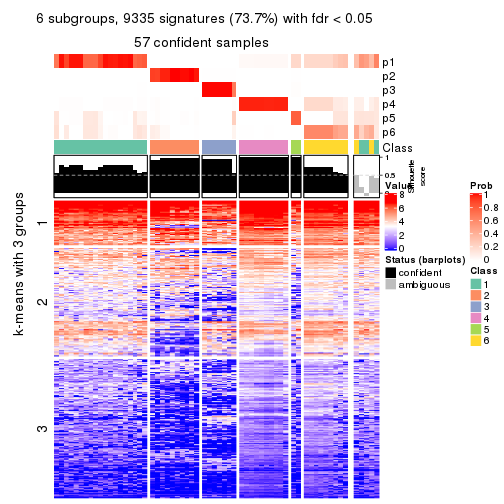 6 subgroups, 9335 signatures (73.7%) with fdr < 0.05
57 confident samples
p1
p2
p3
p4
p5
p6
Class
1
0.5
0
Silhouette
score
k-means with 3 groups
1
2
3
Value
8
6
4
2
0
Status (barplots)
confident
ambiguous
Prob
1
0.8
0.6
0.4
0.2
0
Class
1
2
3
4
5
6